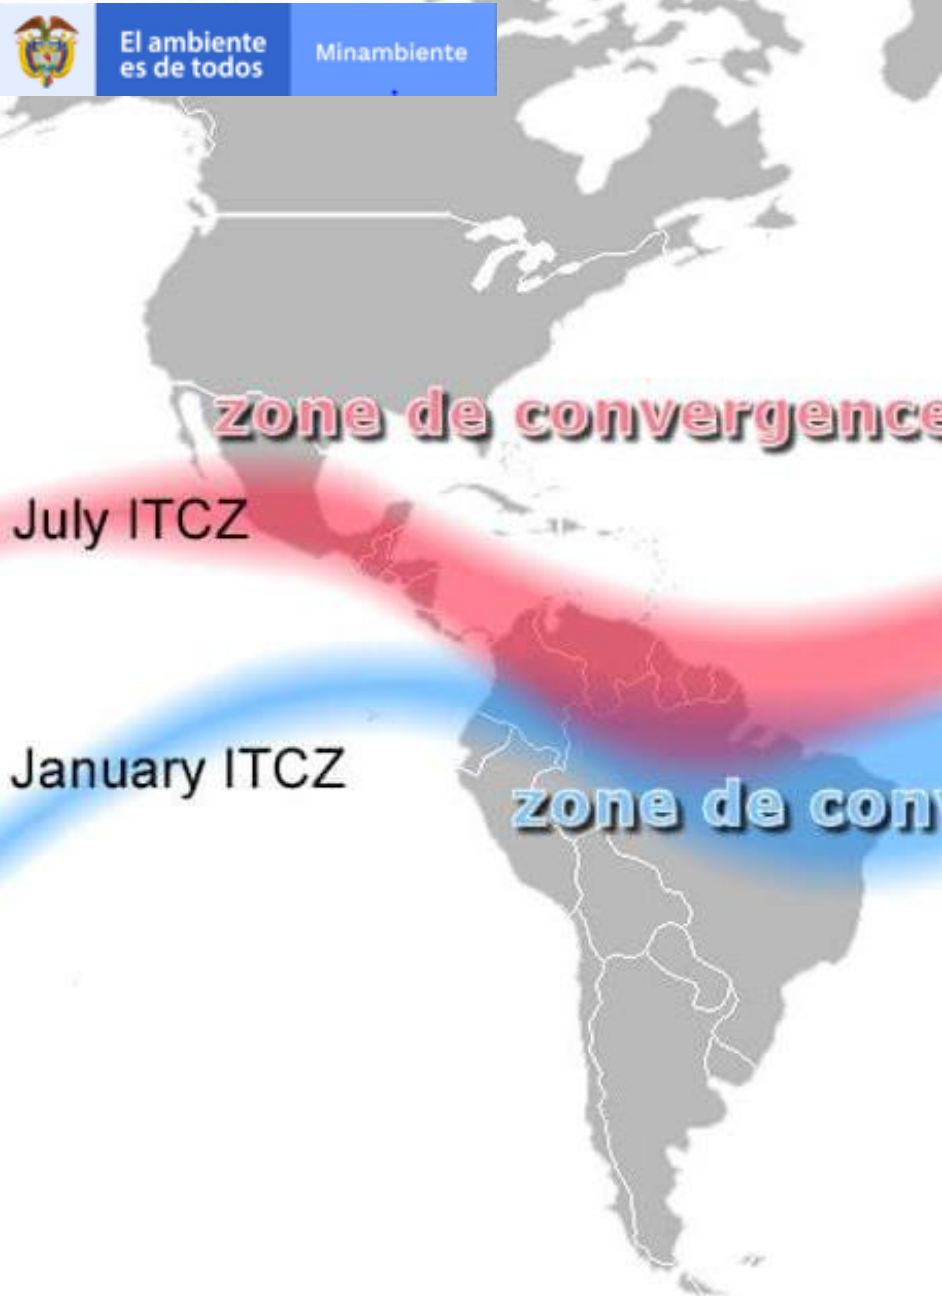 El ambiente
es de todos
Minambiente
zone de convergence
July ITCZ
January ITCZ
zone de con